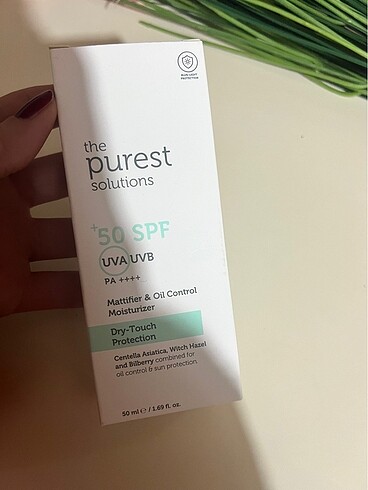 the
purest
solutions
+50 SPF
UVA UVB
PA ++++
Mattifier & Oil Control
Moisturizer
Dry-Touch
Protection
Centella Asiatica, Witch Hazel
and Bilberry combined for
oil control & sun protection.
50 ml ℮ / 1.69 fl. oz.